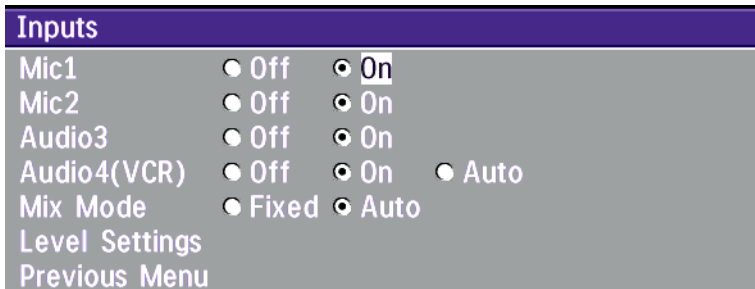 Inputs
Mic1 Off On
Mic2 Off On
Audio3 Off On
Audio4(VCR) Off On Auto
Mix Mode Fixed Auto
Level Settings
Previous Menu